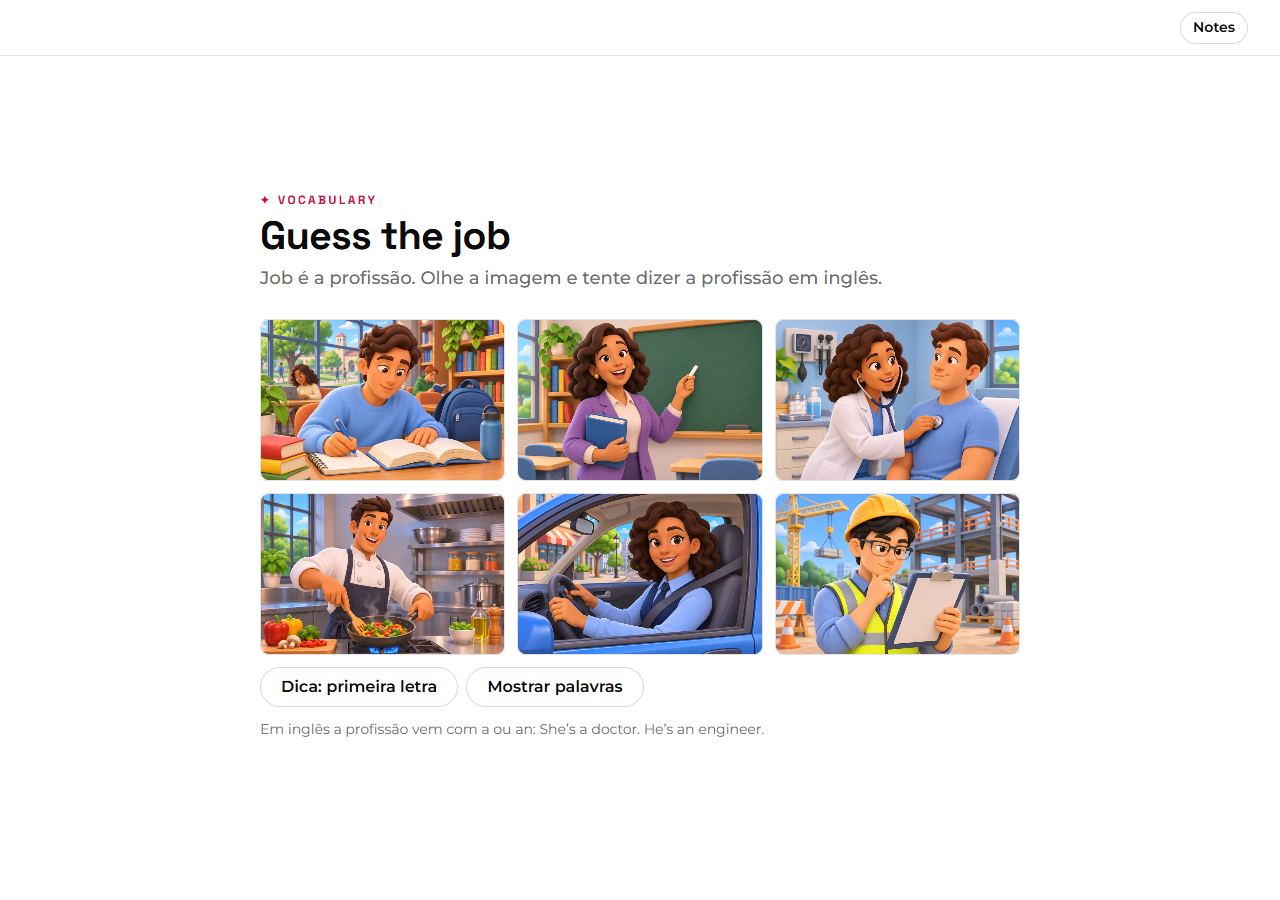 Notes
✦ VOCABULARY
Guess the job
Job é a profissão. Olhe a imagem e tente dizer a profissão em inglês.
Dica: primeira letra
Mostrar palavras
Em inglês a profissão vem com a ou an: She’s a doctor. He’s an engineer.